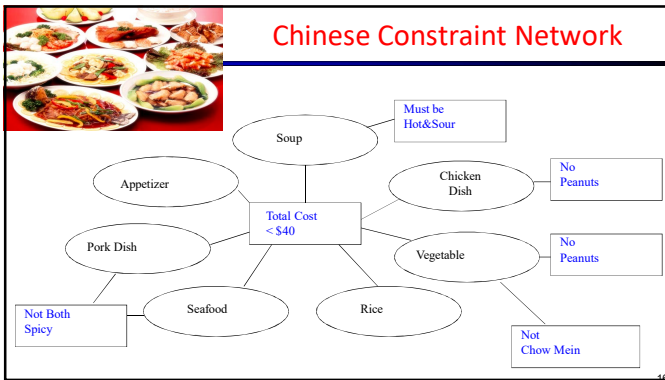 Chinese Constraint Network
Must be
Hot&Sour
Soup
Chicken
Dish
No
Peanuts
Appetizer
Total Cost
< $40
Pork Dish
Vegetable
No
Peanuts
Not Both
Spicy
Seafood
Rice
Not
Chow Mein